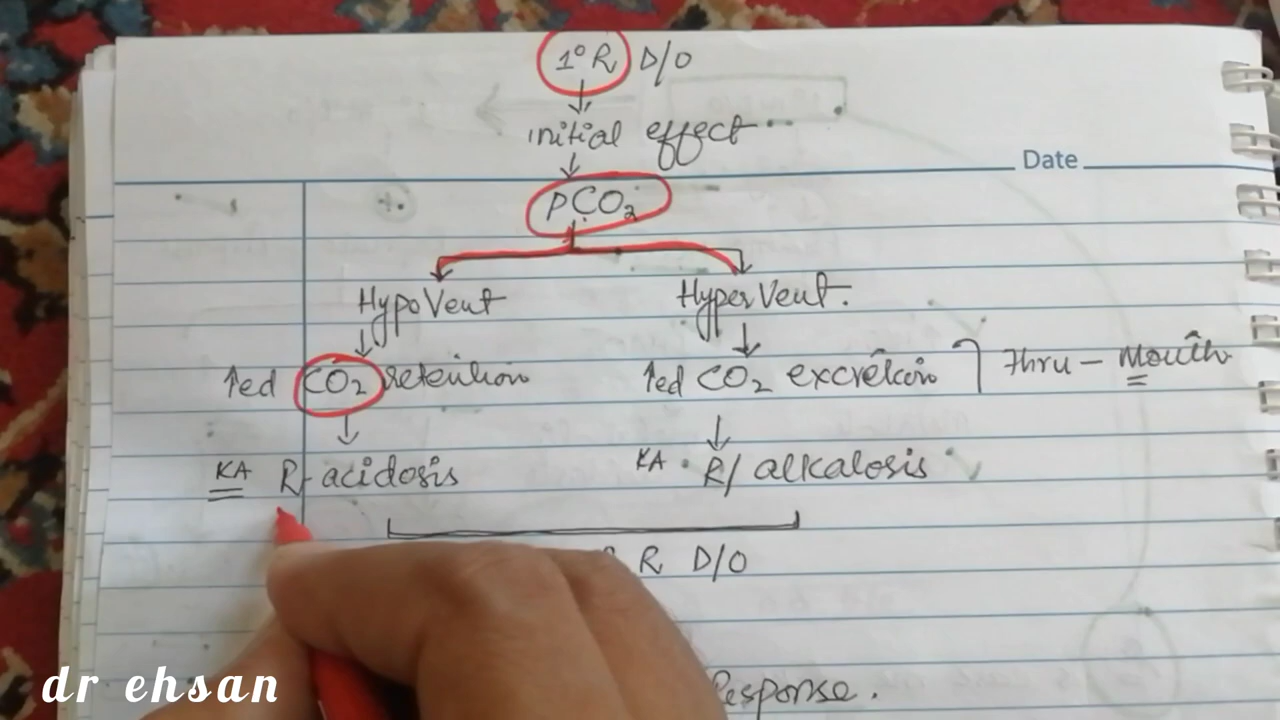 1° R D/O
initial effect
Date
PCO2
HypoVent HyperVent.
↑ed CO2 retention ↑ed CO2 excretion Thru - Mouth
KA R acidosis KA R/ alkalosis
R D/O
Response.
dr ehsan